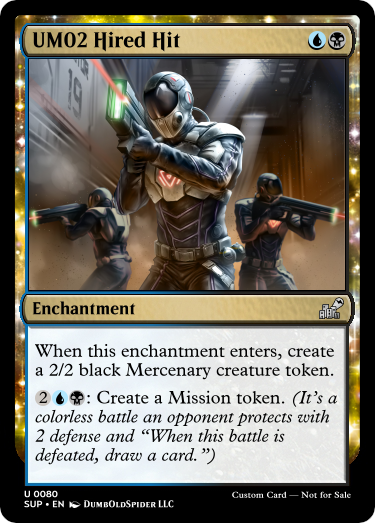 UM02 Hired Hit
19
Enchantment
When this enchantment enters, create
a 2/2 black Mercenary creature token.
2: Create a Mission token. (It's a
colorless battle an opponent protects with
2 defense and “When this battle is
defeated, draw a card.”)
U 0080
SUP • EN DumbOldSpider LLC
Custom Card — Not for Sale